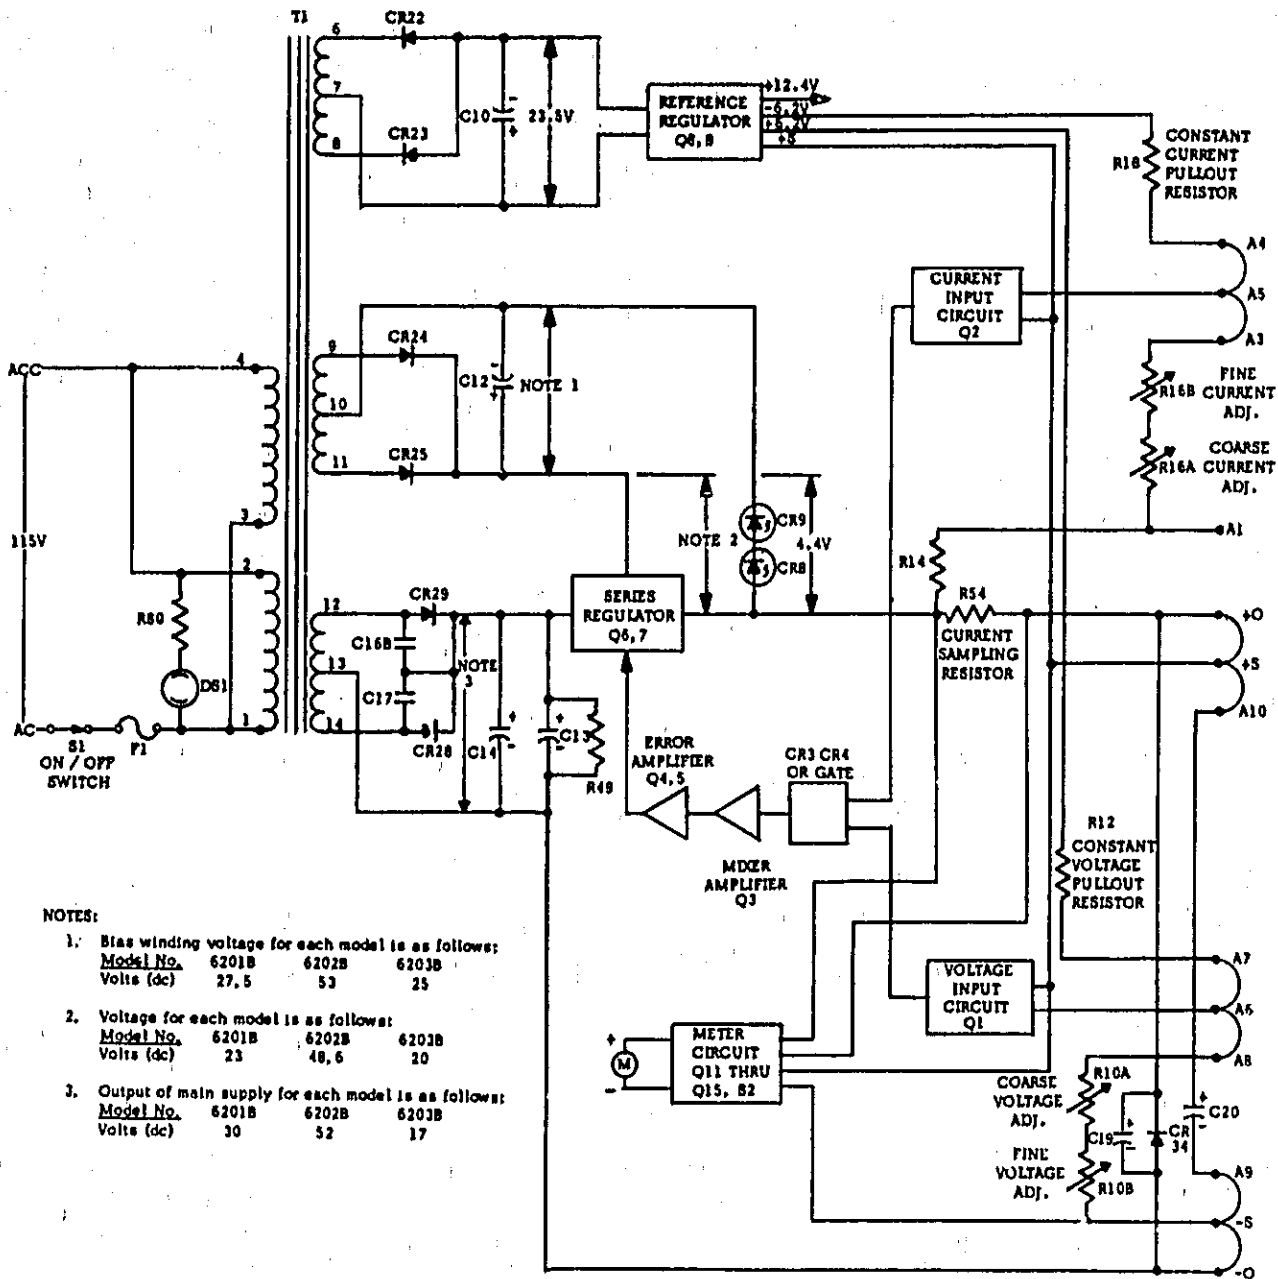 T1
6
CR22
7
C10
-
+
23.5V
8
CR23
REFERENCE
REGULATOR
Q8,9
+12.4V
-6.2V
+6.2V
+S
R18
CONSTANT
CURRENT
PULLOUT
RESISTOR
A4
A5
A3
CURRENT
INPUT
CIRCUIT
Q2
R16B
FINE
CURRENT
ADJ.
R16A
COARSE
CURRENT
ADJ.
A1
9
CR24
10
C12
-
+
NOTE 1
11
CR25
ACC
4
3
115V
2
R80
DS1
1
AC
S1
ON / OFF
SWITCH
F1
NOTE 2
CR9
4.4V
CR8
R14
R54
CURRENT
SAMPLING
RESISTOR
12
CR29
C16B
13
NOTE
3
C17
14
CR28
+
C14
-
+
C13
-
R49
SERIES
REGULATOR
Q6,7
ERROR
AMPLIFIER
Q4,5
MIXER
AMPLIFIER
Q3
CR3 CR4
OR GATE
+O
+S
A10
R12
CONSTANT
VOLTAGE
PULLOUT
RESISTOR
VOLTAGE
INPUT
CIRCUIT
Q1
A7
A6
A8
+
M
-
METER
CIRCUIT
Q11 THRU
Q15, S2
COARSE
VOLTAGE
ADJ.
R10A
FINE
VOLTAGE
ADJ.
R10B
+
C19
-
CR
34
+
C20
-
A9
-S
-O
NOTES:
1. Bias winding voltage for each model is as follows:
Model No. 6201B 6202B 6203B
Volts (dc) 27.5 53 25
2. Voltage for each model is as follows:
Model No. 6201B 6202B 6203B
Volts (dc) 23 48.6 20
3. Output of main supply for each model is as follows:
Model No. 6201B 6202B 6203B
Volts (dc) 30 52 17